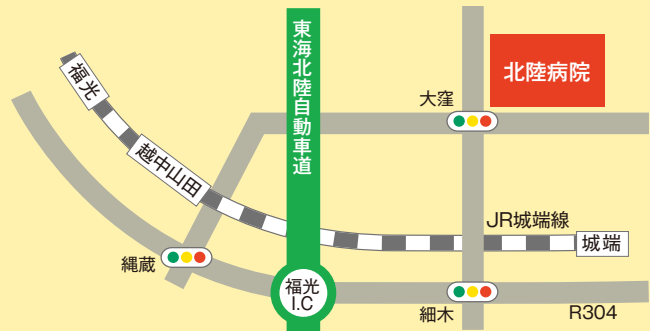 東海北陸自動車道
北陸病院
福光
大窪
越中山田
JR城端線
城端
縄蔵
福光
I.C
細木
R304